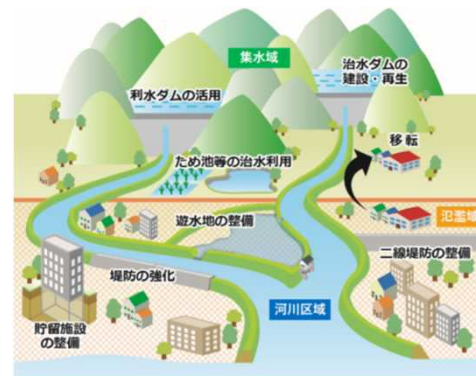 集水域
治水ダムの
建設・再生
利水ダムの活用
移転
ため池等の治水利用
氾濫域
遊水地の整備
二線堤防の整備
堤防の強化
河川区域
貯留施設
の整備